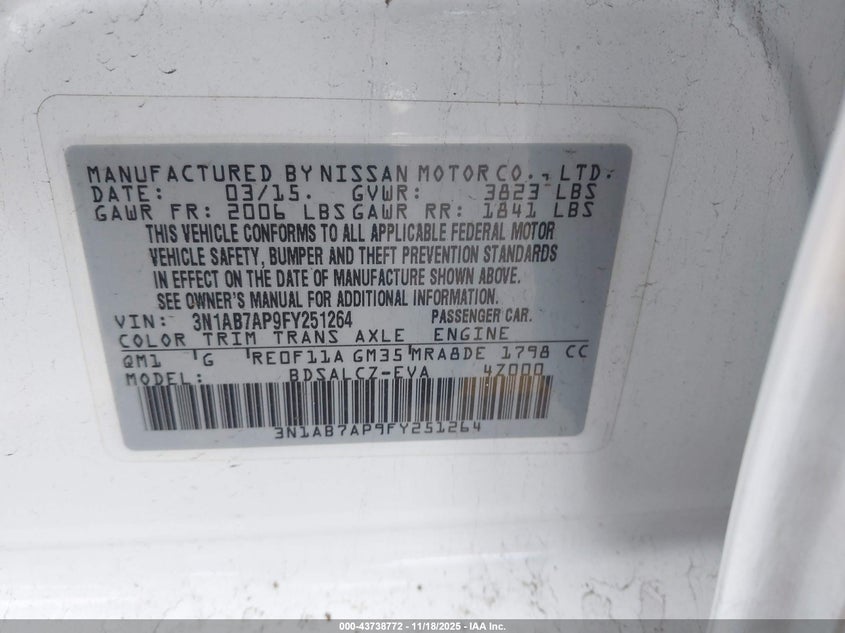 MANUFACTURED BY NISSAN MOTOR CO., LTD.
DATE: 03/15. GVWR: 3823 LBS
GAWR FR: 2006 LBS GAWR RR: 1841 LBS
THIS VEHICLE CONFORMS TO ALL APPLICABLE FEDERAL MOTOR
VEHICLE SAFETY, BUMPER AND THEFT PREVENTION STANDARDS
IN EFFECT ON THE DATE OF MANUFACTURE SHOWN ABOVE.
SEE OWNER'S MANUAL FOR ADDITIONAL INFORMATION.
VIN: 3N1AB7AP9FY251264 PASSENGER CAR.
COLOR TRIM TRANS AXLE ENGINE
QM1 G RE0F11A GM35 MRA8DE 1798 CC
MODEL: BDSALCZ-EVA 4Z000
3N1AB7AP9FY251264
000-43738772 - 11/18/2025 - IAA Inc.